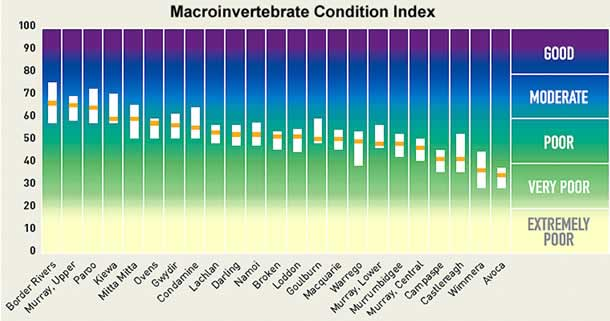 Macroinvertebrate Condition Index
100
90
80
70
60
50
40
30
20
10
0
GOOD
MODERATE
POOR
VERY POOR
EXTREMELY
POOR
Border Rivers
Murray, Upper
Paroo
Kiewa
Mitta Mitta
Ovens
Gwydir
Condamine
Lachlan
Darling
Namoi
Broken
Loddon
Goulburn
Macquarie
Warrego
Murray, Lower
Murrumbidgee
Murray, Central
Campaspe
Castlereagh
Wimmera
Avoca